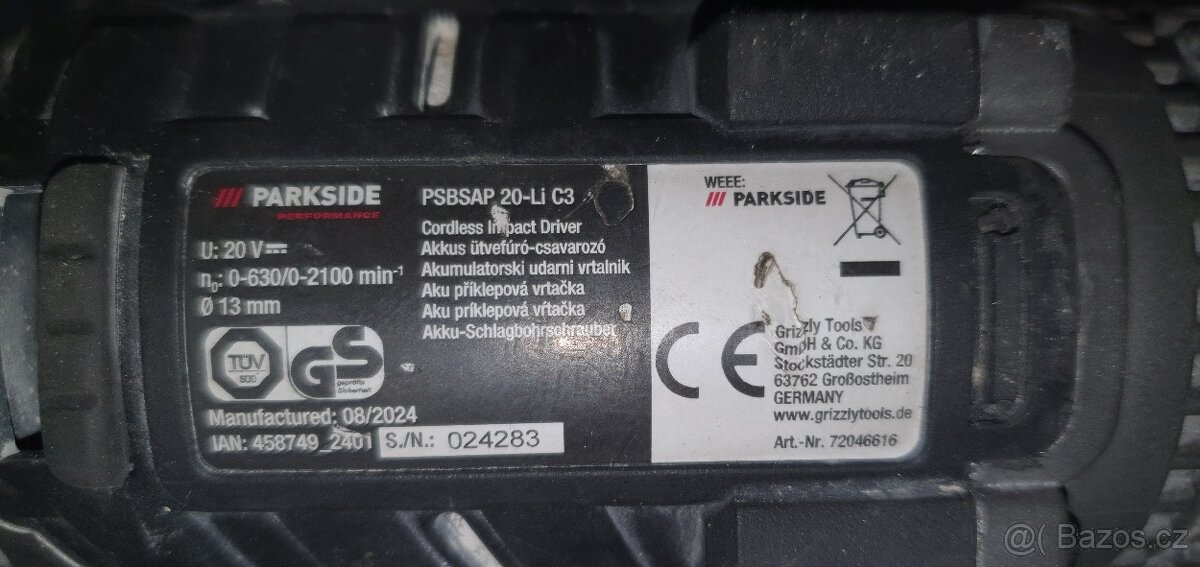 PARKSIDE
PERFORMANCE
U: 20 V
n₀: 0-630/0-2100 min⁻¹
Ø 13 mm
TÜV
SÜD
GS
geprüfte
Sicherheit
Manufactured: 08/2024
IAN: 458749_2401
S./N.: 024283
PSBSAP 20-Li C3
Cordless Impact Driver
Akkus ütvefúró-csavarozó
Akumulatorski udarni vrtalnik
Aku příklepová vrtačka
Aku príklepová vŕtačka
Akku-Schlagbohrschrauber
WEEE:
PARKSIDE
CE
Grizzly Tools
GmbH & Co. KG
Stockstädter Str. 20
63762 Großostheim
GERMANY
www.grizzlytools.de
Art.-Nr. 72046616
@( Bazos.cz